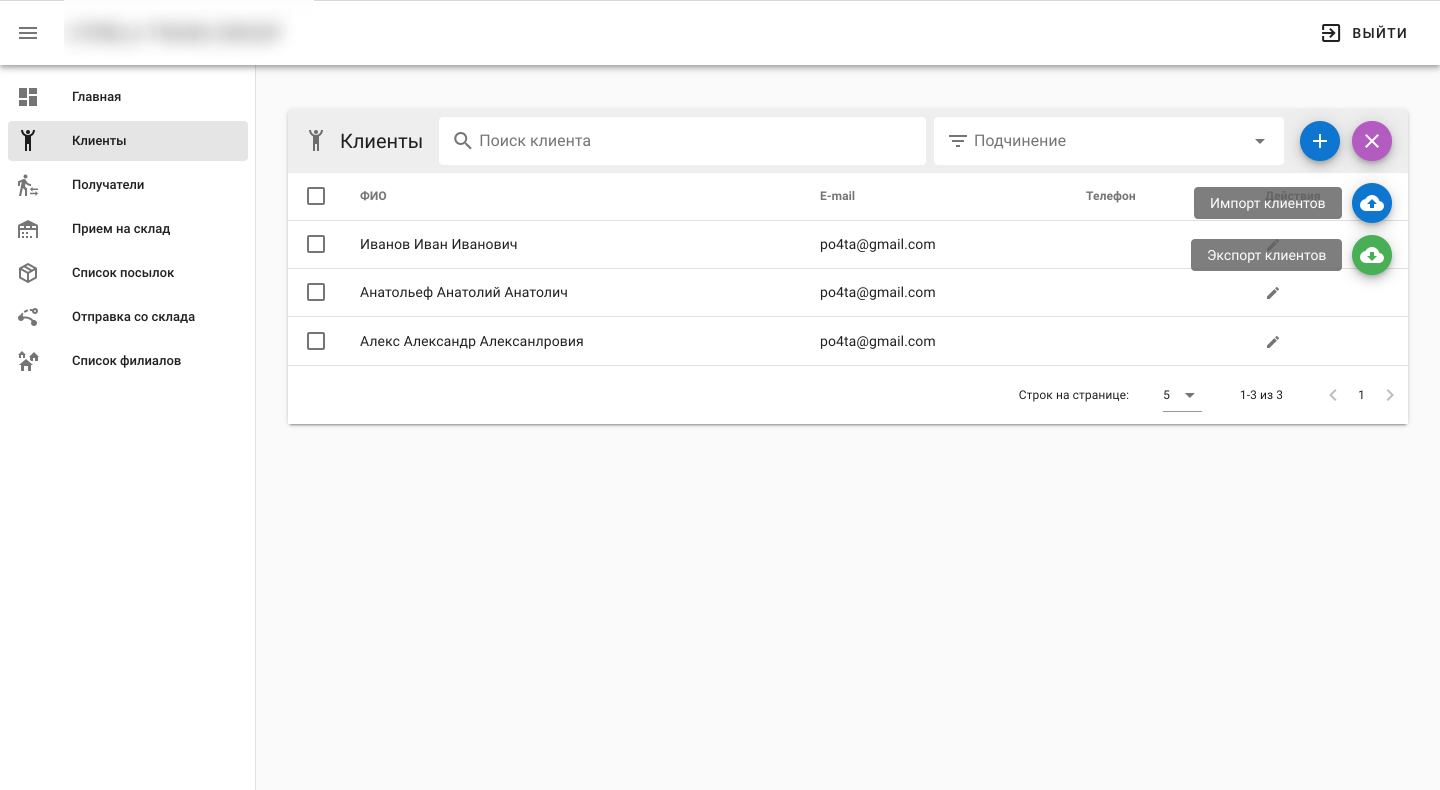 ВЫЙТИ
Главная
Клиенты
Получатели
Прием на склад
Список посылок
Отправка со склада
Список филиалов
Клиенты
Поиск клиента
Подчинение
ФИО E-mail Телефон Действия
Импорт клиентов
Иванов Иван Иванович po4ta@gmail.com
Экспорт клиентов
Анатольеф Анатолий Анатолич po4ta@gmail.com
Алекс Александр Алексанлровия po4ta@gmail.com
Строк на странице: 5 1-3 из 3 1